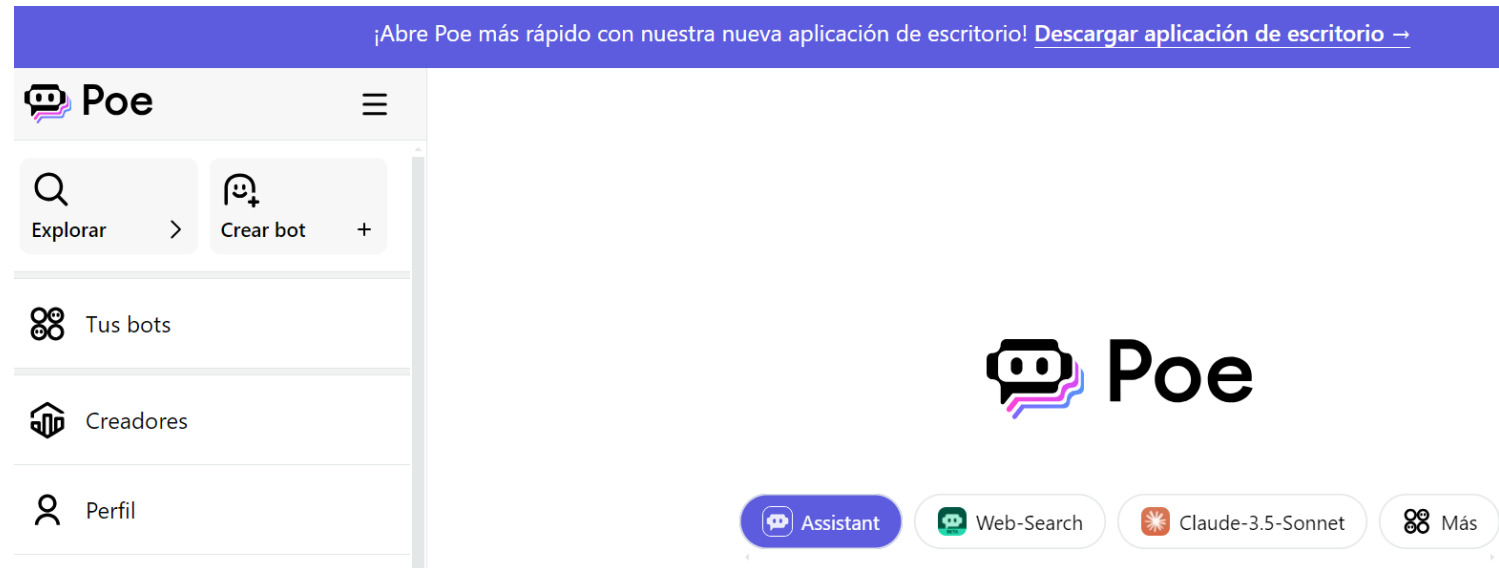 ¡Abre Poe más rápido con nuestra nueva aplicación de escritorio! Descargar aplicación de escritorio →
Poe
Explorar
Crear bot +
Tus bots
Creadores
Perfil
Poe
Assistant
Web-Search
Claude-3.5-Sonnet
Más